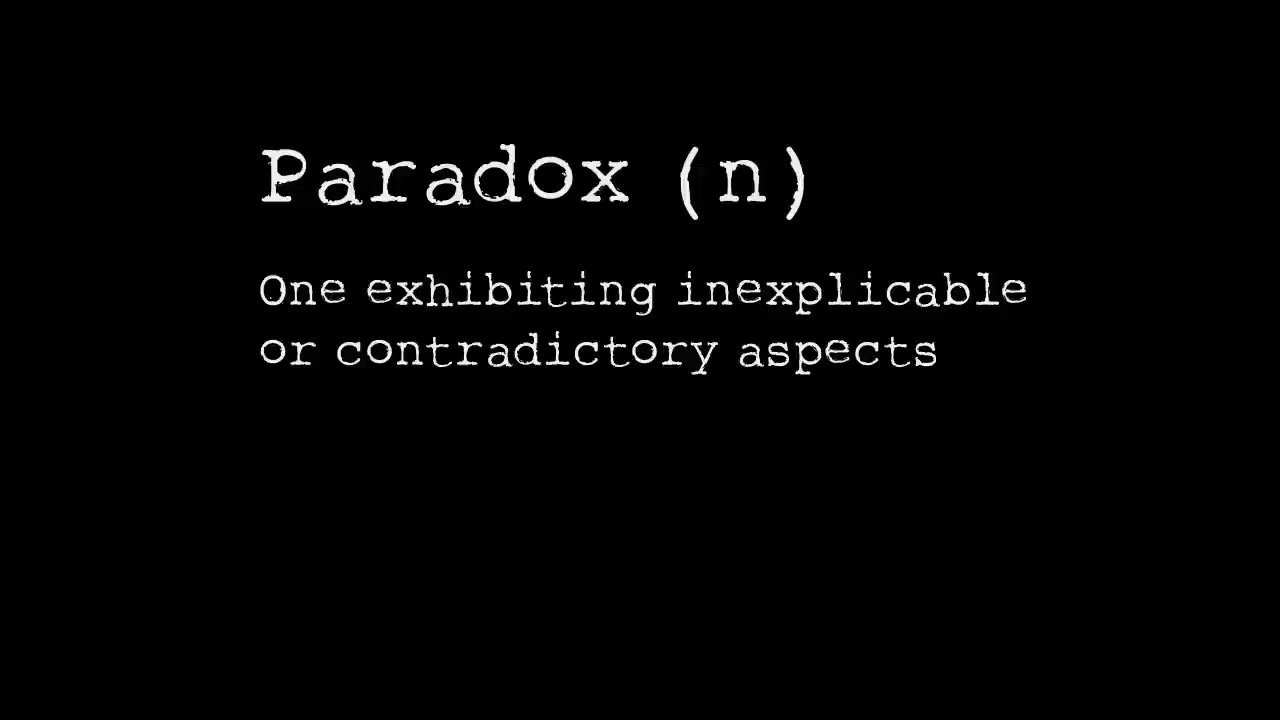 Paradox (n)
One exhibiting inexplicable
or contradictory aspects